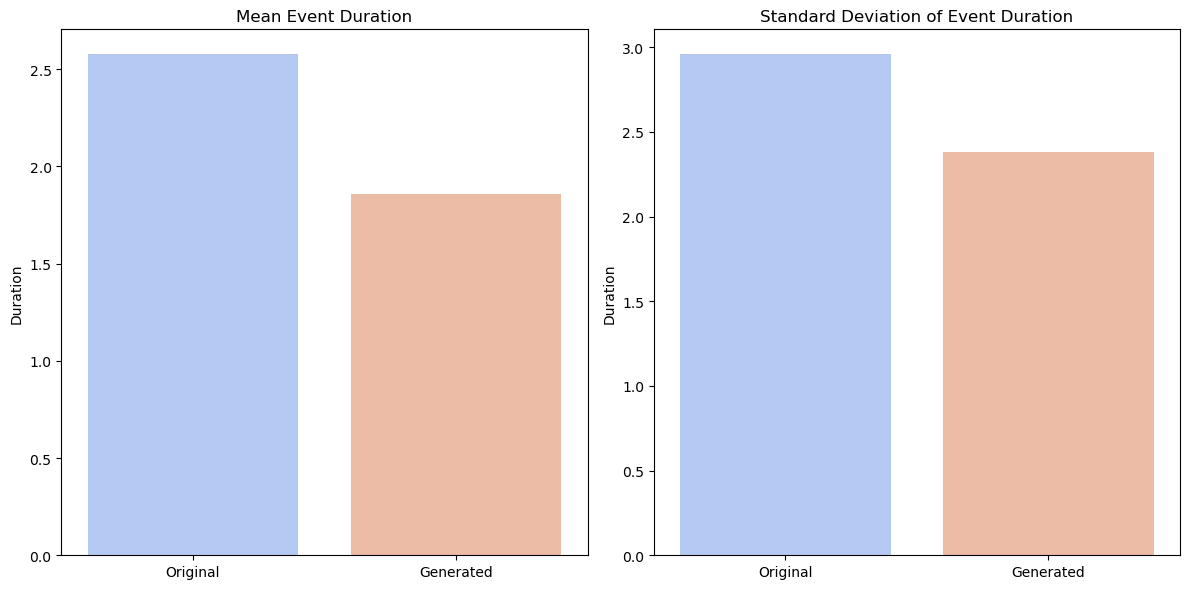 Mean Event Duration
Duration
2.5
2.0
1.5
1.0
0.5
0.0
Original Generated
Standard Deviation of Event Duration
Duration
3.0
2.5
2.0
1.5
1.0
0.5
0.0
Original Generated